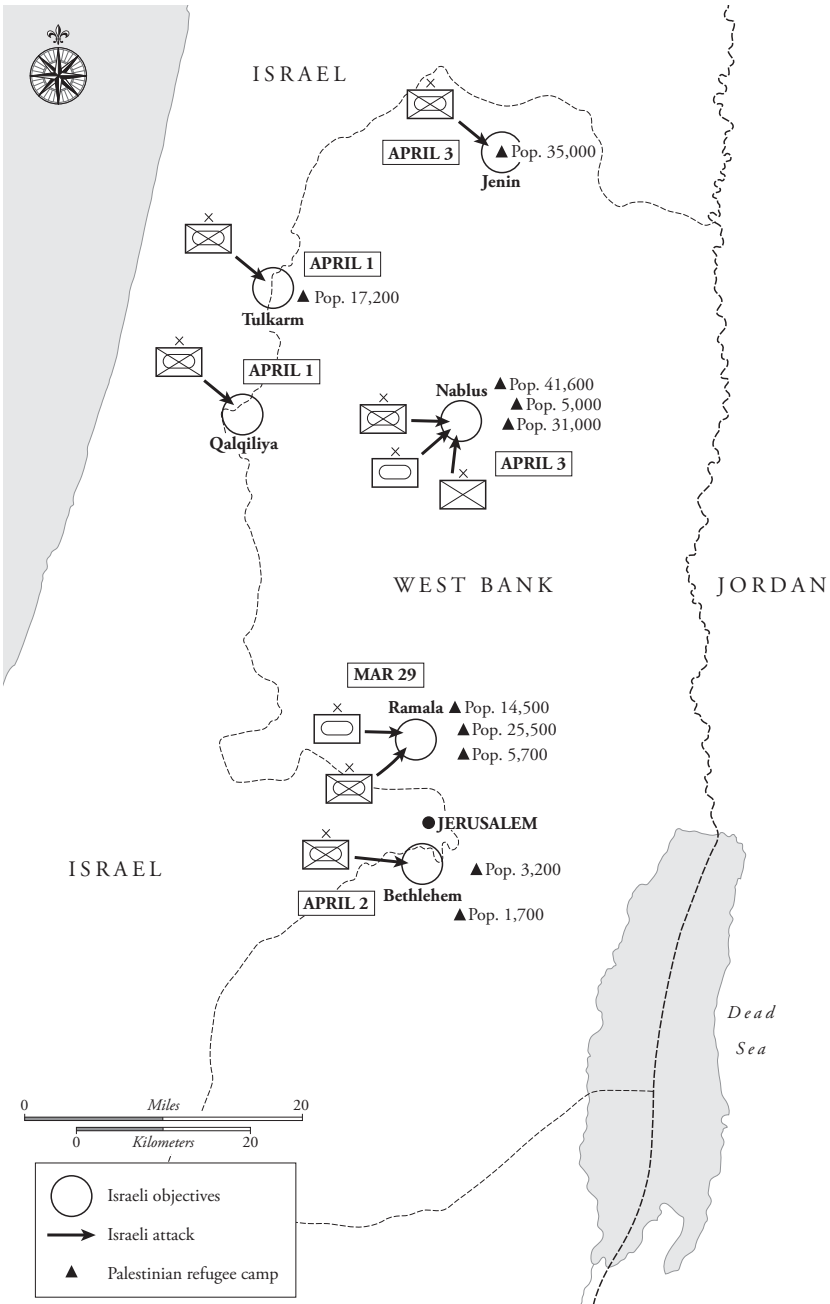 ISRAEL
APRIL 3
Pop. 35,000
Jenin
APRIL 1
Pop. 17,200
Tulkarm
APRIL 1
Qalqiliya
Nablus
Pop. 41,600
Pop. 5,000
Pop. 31,000
APRIL 3
WEST BANK
JORDAN
MAR 29
Ramala
Pop. 14,500
Pop. 25,500
Pop. 5,700
JERUSALEM
ISRAEL
Pop. 3,200
Bethlehem
APRIL 2
Pop. 1,700
Dead
Sea
0 Miles 20
0 Kilometers 20
Israeli objectives
Israeli attack
Palestinian refugee camp